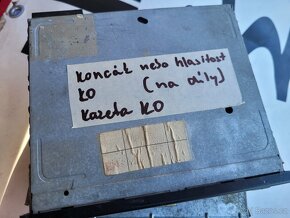 Koncák nebo hlasitost
KO (na díly)
Kazeta KO